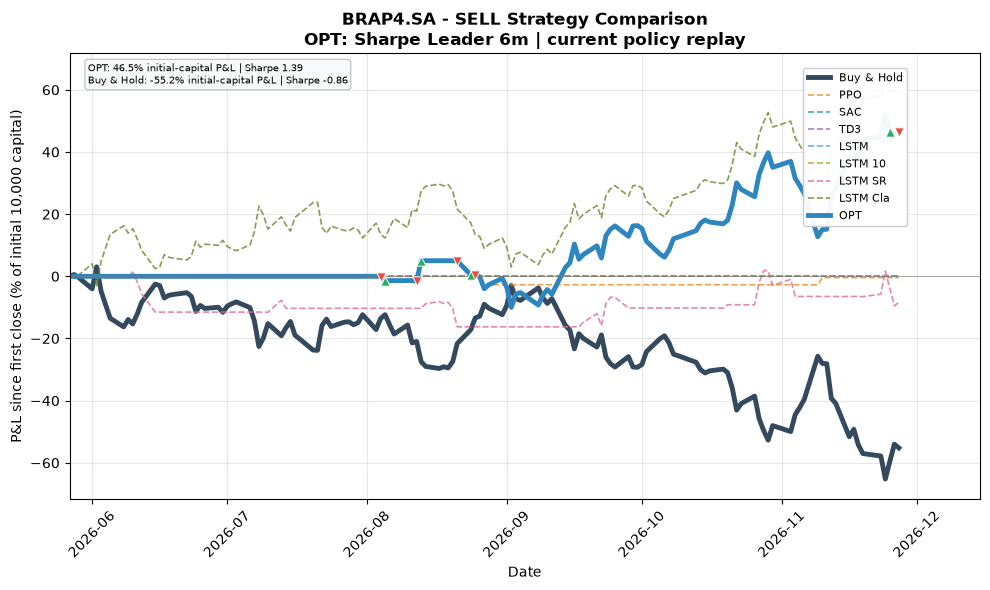 BRAP4.SA - SELL Strategy Comparison
OPT: Sharpe Leader 6m | current policy replay
OPT: 46.5% initial-capital P&L | Sharpe 1.39
Buy & Hold: -55.2% initial-capital P&L | Sharpe -0.86
Buy & Hold
PPO
SAC
TD3
LSTM
LSTM 10
LSTM SR
LSTM Cla
OPT
P&L since first close (% of initial 10,000 capital)
60
40
20
0
−20
−40
−60
2026-06
2026-07
2026-08
2026-09
2026-10
2026-11
2026-12
Date